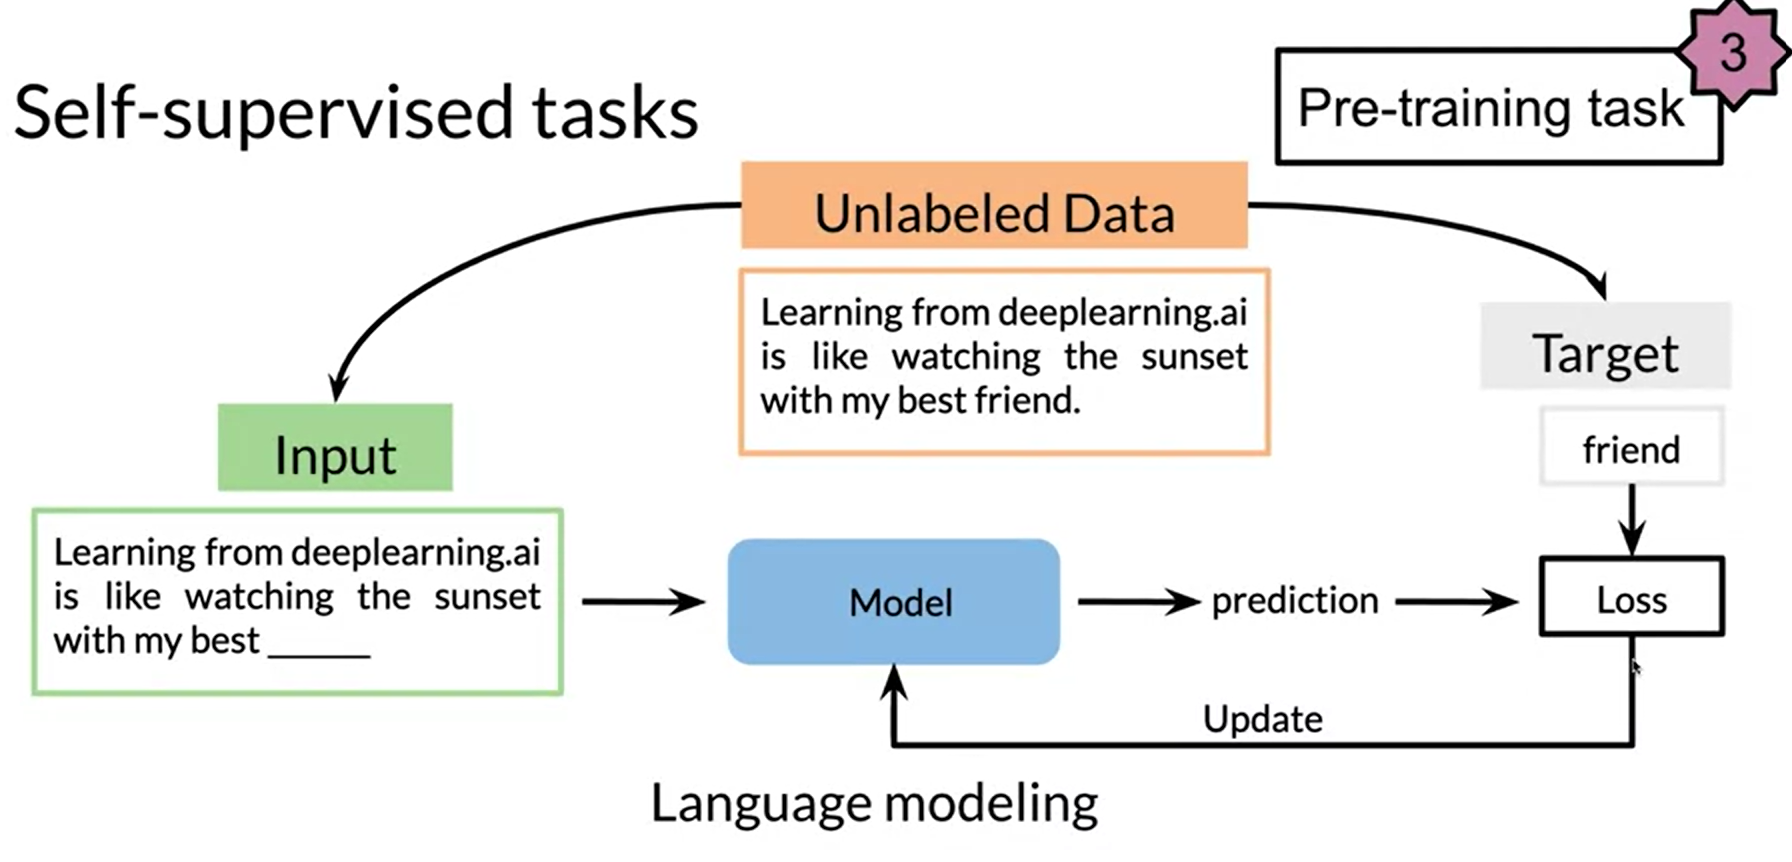 Self-supervised tasks
Pre-training task
3
Unlabeled Data
Learning from deeplearning.ai
is like watching the sunset
with my best friend.
Target
friend
Input
Learning from deeplearning.ai
is like watching the sunset
with my best _____
Model
prediction
Loss
Update
Language modeling